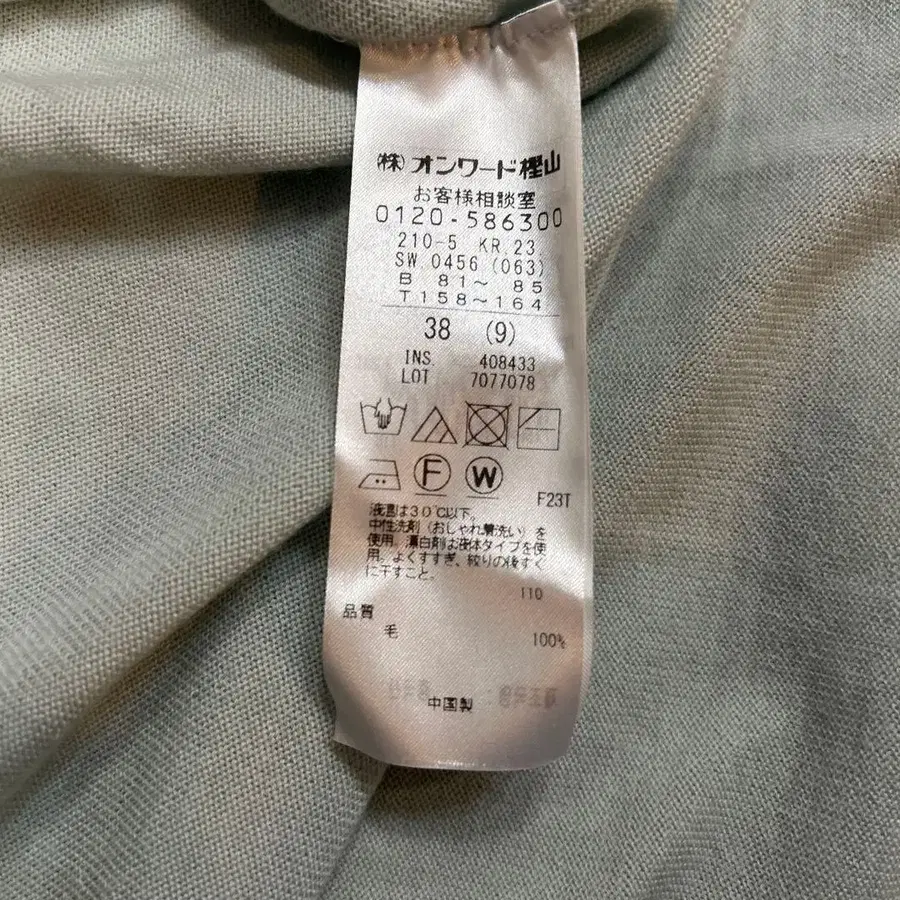 ㈱オンワード樫山
お客様相談室
0120-586300
210-5 KR.23
SW 0456 (063)
B 81～ 85
T158～164
38 (9)
INS. 408433
LOT 7077078
F W
F23T
液温は30℃以下。
中性洗剤（おしゃれ着洗い）を
使用。漂白剤は液体タイプを使
用。よくすすぎ、絞りの後すぐ
に干すこと。
110
品質
毛 100%
中国製